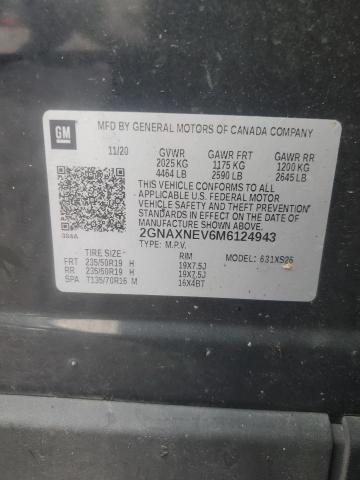 GM
MFD BY GENERAL MOTORS OF CANADA COMPANY
11/20 GVWR GAWR FRT GAWR RR
2025 KG 1175 KG 1200 KG
4464 LB 2590 LB 2645 LB
THIS VEHICLE CONFORMS TO ALL
APPLICABLE U.S. FEDERAL MOTOR
VEHICLE SAFETY, BUMPER, AND THEFT
PREVENTION STANDARDS IN EFFECT ON
THE DATE OF MANUFACTURE SHOWN ABOVE.
2GNAXNEV6M6124943
TYPE: M.P.V.
TIRE SIZE RIM MODEL: 631XS26
FRT 235/50R19 H 19X7.5J
RR 235/50R19 H 19X7.5J
SPA T135/70R16 M 16X4BT